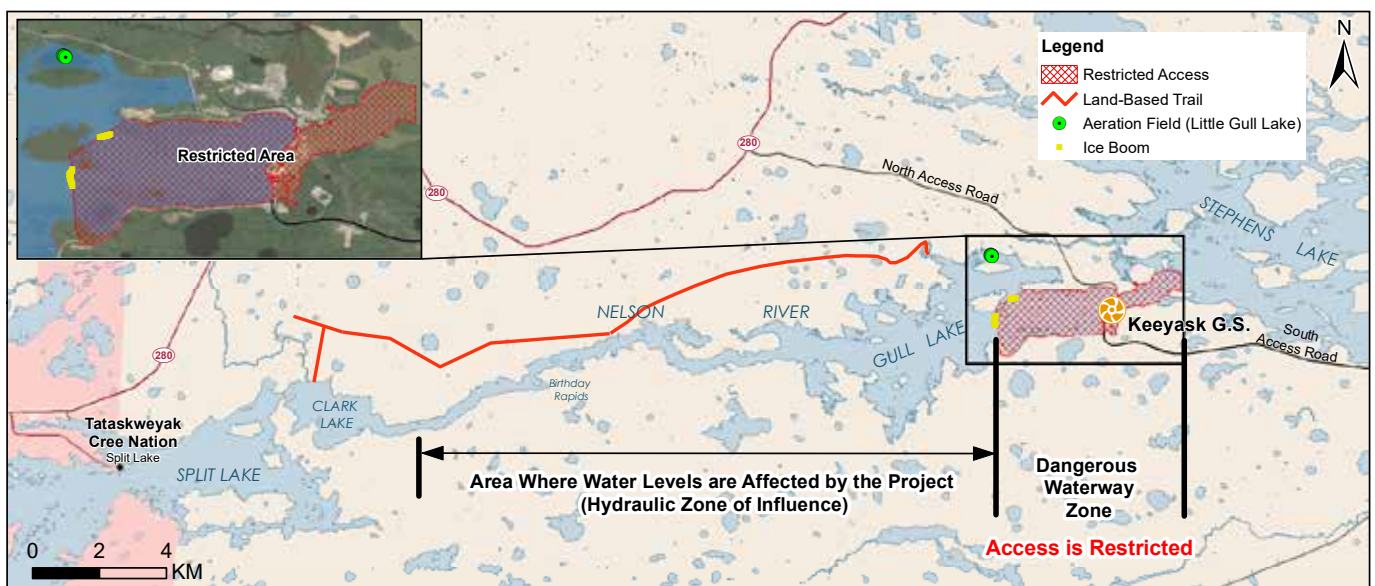 Restricted Area
Legend
Restricted Access
Land-Based Trail
Aeration Field (Little Gull Lake)
Ice Boom
N
280
280
280
North Access Road
STEPHENS LAKE
NELSON RIVER
GULL LAKE
Keeyask G.S.
South
Access Road
Birthday
Rapids
CLARK
LAKE
Tataskweyak
Cree Nation
Split Lake
SPLIT LAKE
Area Where Water Levels are Affected by the Project
(Hydraulic Zone of Influence)
Dangerous
Waterway
Zone
Access is Restricted
0 2 4
KM